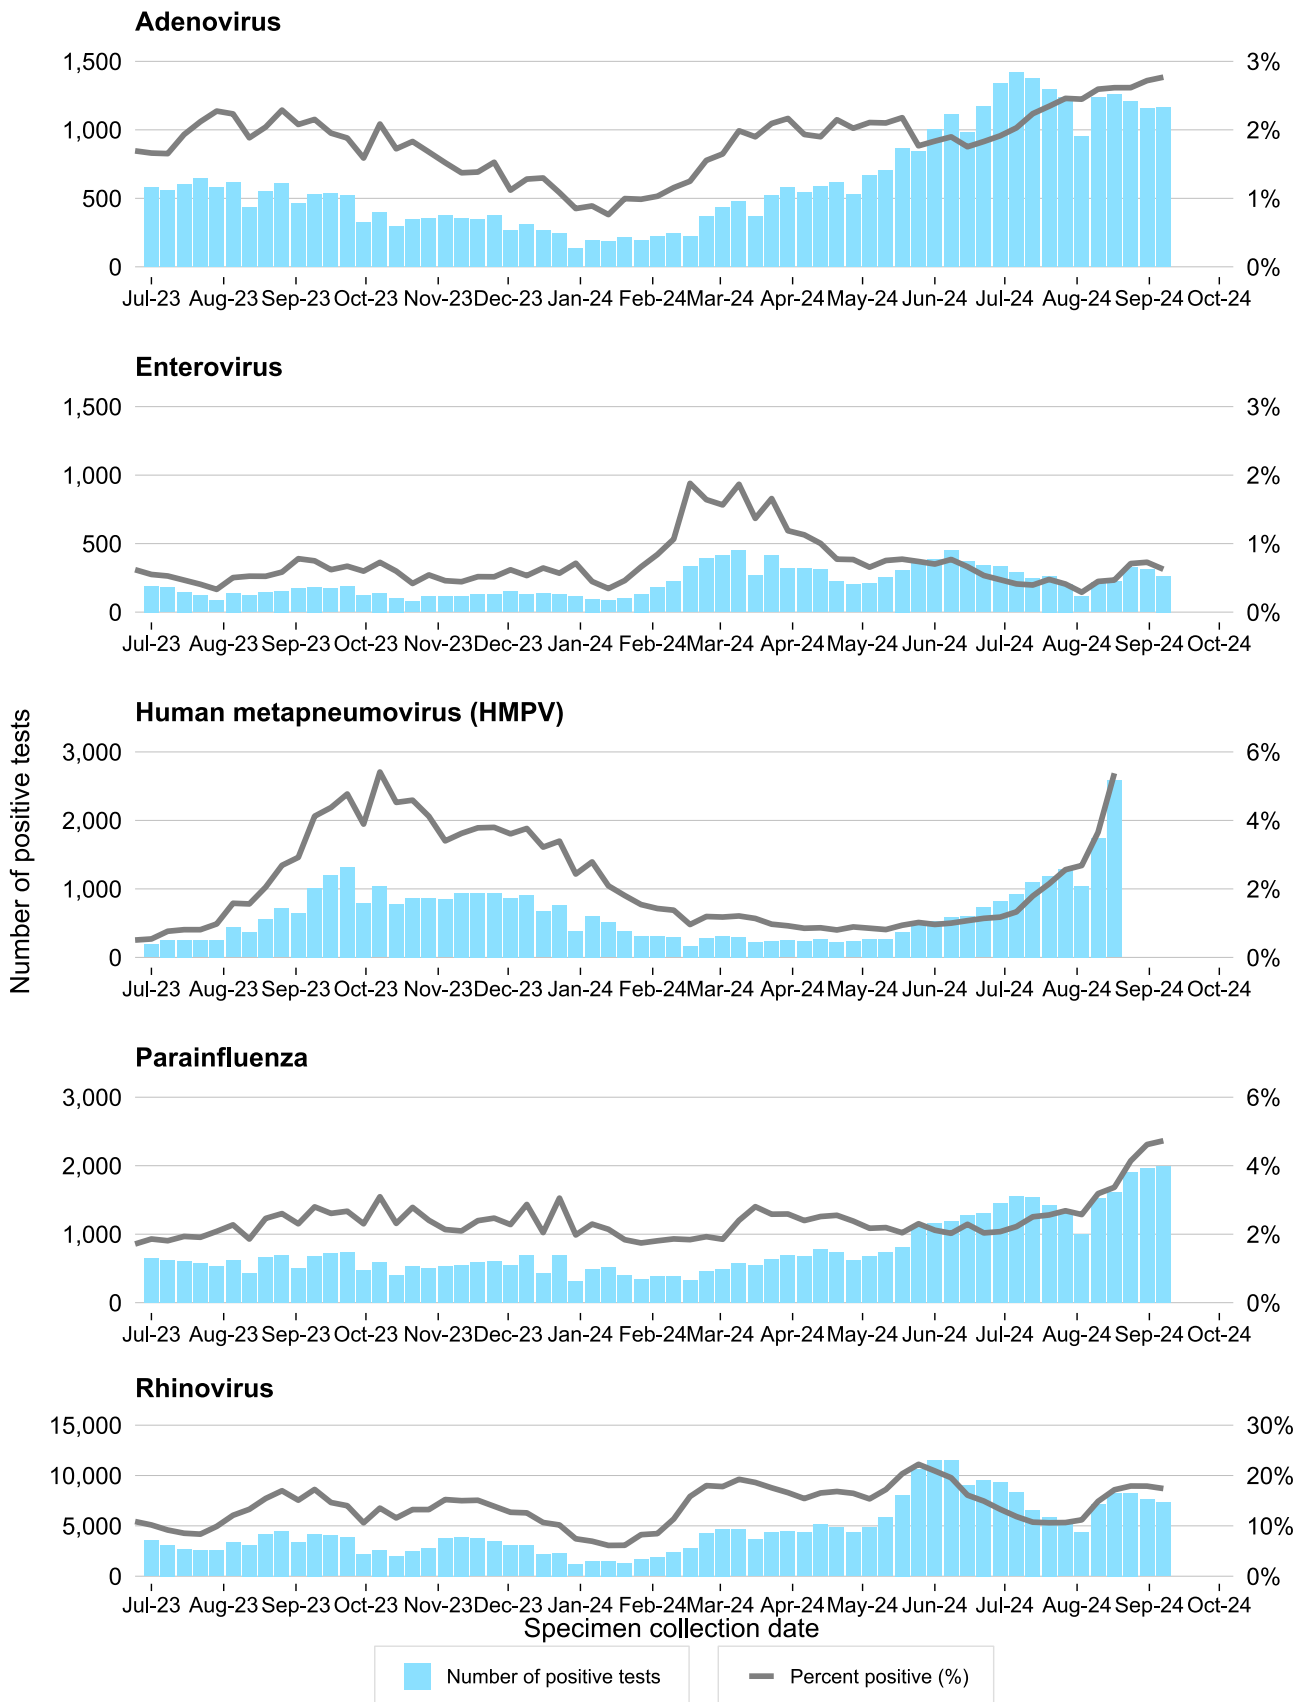 Adenovirus
1,500 3%
1,000 2%
500 1%
0 0%
Jul-23 Aug-23 Sep-23 Oct-23 Nov-23 Dec-23 Jan-24 Feb-24 Mar-24 Apr-24 May-24 Jun-24 Jul-24 Aug-24 Sep-24 Oct-24
Enterovirus
1,500 3%
1,000 2%
500 1%
0 0%
Jul-23 Aug-23 Sep-23 Oct-23 Nov-23 Dec-23 Jan-24 Feb-24 Mar-24 Apr-24 May-24 Jun-24 Jul-24 Aug-24 Sep-24 Oct-24
Number of positive tests
Human metapneumovirus (HMPV)
3,000 6%
2,000 4%
1,000 2%
0 0%
Jul-23 Aug-23 Sep-23 Oct-23 Nov-23 Dec-23 Jan-24 Feb-24 Mar-24 Apr-24 May-24 Jun-24 Jul-24 Aug-24 Sep-24 Oct-24
Parainfluenza
3,000 6%
2,000 4%
1,000 2%
0 0%
Jul-23 Aug-23 Sep-23 Oct-23 Nov-23 Dec-23 Jan-24 Feb-24 Mar-24 Apr-24 May-24 Jun-24 Jul-24 Aug-24 Sep-24 Oct-24
Rhinovirus
15,000 30%
10,000 20%
5,000 10%
0 0%
Jul-23 Aug-23 Sep-23 Oct-23 Nov-23 Dec-23 Jan-24 Feb-24 Mar-24 Apr-24 May-24 Jun-24 Jul-24 Aug-24 Sep-24 Oct-24
Specimen collection date
Number of positive tests Percent positive (%)